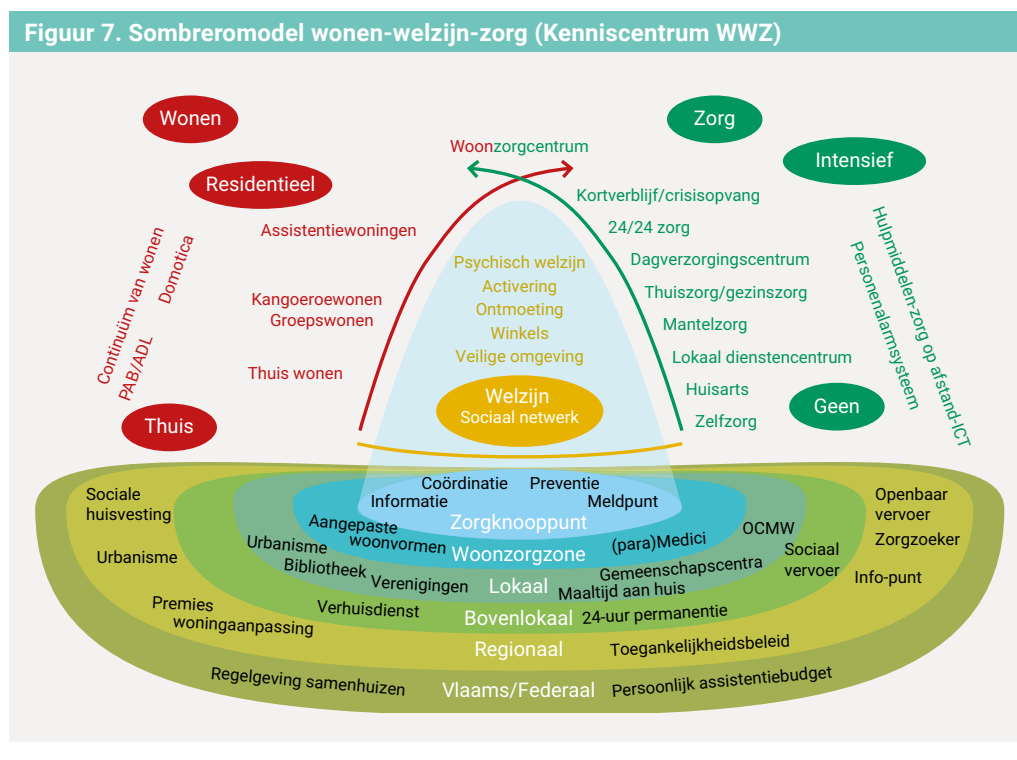 Figuur 7. Sombreromodel wonen-welzijn-zorg (Kenniscentrum WWZ)
Wonen
Residentieel
Assistentiewoningen
Continuüm van wonen
Domotica
PAB/ADL
Kangoeroewonen
Groepswonen
Thuis wonen
Thuis
Woonzorgcentrum
Psychisch welzijn
Activering
Ontmoeting
Winkels
Veilige omgeving
Welzijn
Sociaal netwerk
Zorg
Intensief
Kortverblijf/crisisopvang
24/24 zorg
Dagverzorgingscentrum
Thuiszorg/gezinszorg
Mantelzorg
Lokaal dienstencentrum
Huisarts
Zelfzorg
Geen
Hulpmiddelen-zorg op afstand-ICT
Personenalarmsysteem
Coördinatie
Preventie
Informatie
Meldpunt
Zorgknooppunt
Aangepaste
woonvormen
Woonzorgzone
(para)Medici
Urbanisme
Bibliotheek
Verenigingen
Lokaal
OCMW
Gemeenschapscentra
Maaltijd aan huis
Verhuisdienst
Bovenlokaal
24-uur permanentie
Sociaal
vervoer
Sociale
huisvesting
Urbanisme
Premies
woningaanpassing
Regionaal
Toegankelijkheidsbeleid
Openbaar
vervoer
Zorgzoeker
Info-punt
Regelgeving samenhuizen
Vlaams/Federaal
Persoonlijk assistentiebudget